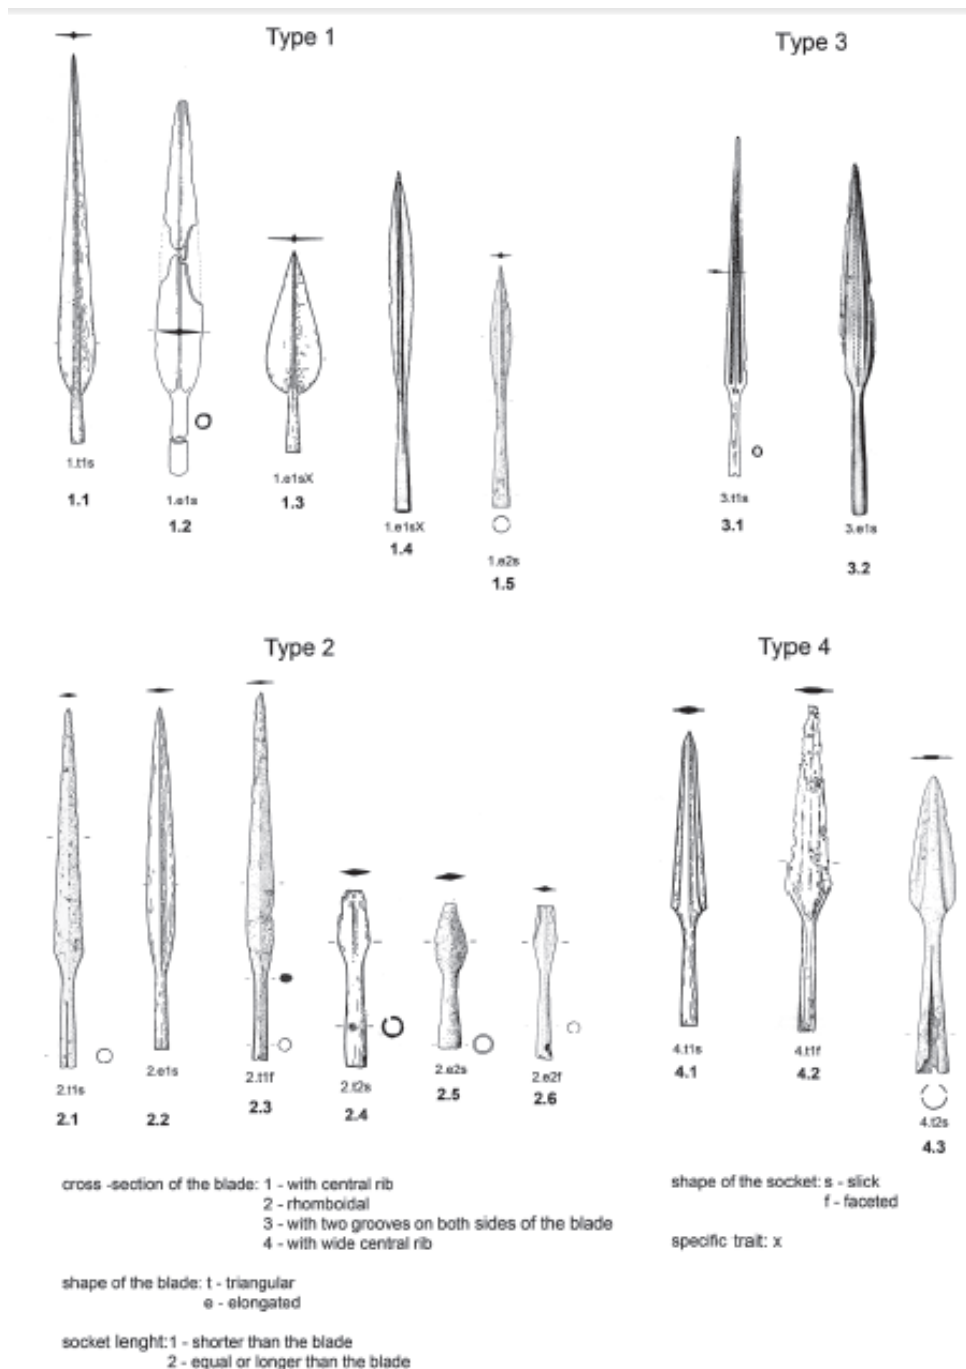 Type 1
Type 3
1.t1s
1.1
1.e1s
1.2
1.e1sX
1.3
1.e1sX
1.4
1.e2s
1.5
3.t1s
3.1
3.e1s
3.2
Type 2
Type 4
2.t1s
2.1
2.e1s
2.2
2.t1f
2.3
2.t2s
2.4
2.e2s
2.5
2.e2f
2.6
4.t1s
4.1
4.t1f
4.2
4.t2s
4.3
cross -section of the blade: 1 - with central rib
2 - rhomboidal
3 - with two grooves on both sides of the blade
4 - with wide central rib
shape of the blade: t - triangular
e - elongated
socket lenght: 1 - shorter than the blade
2 - equal or longer than the blade
shape of the socket: s - slick
f - faceted
specific trait: x